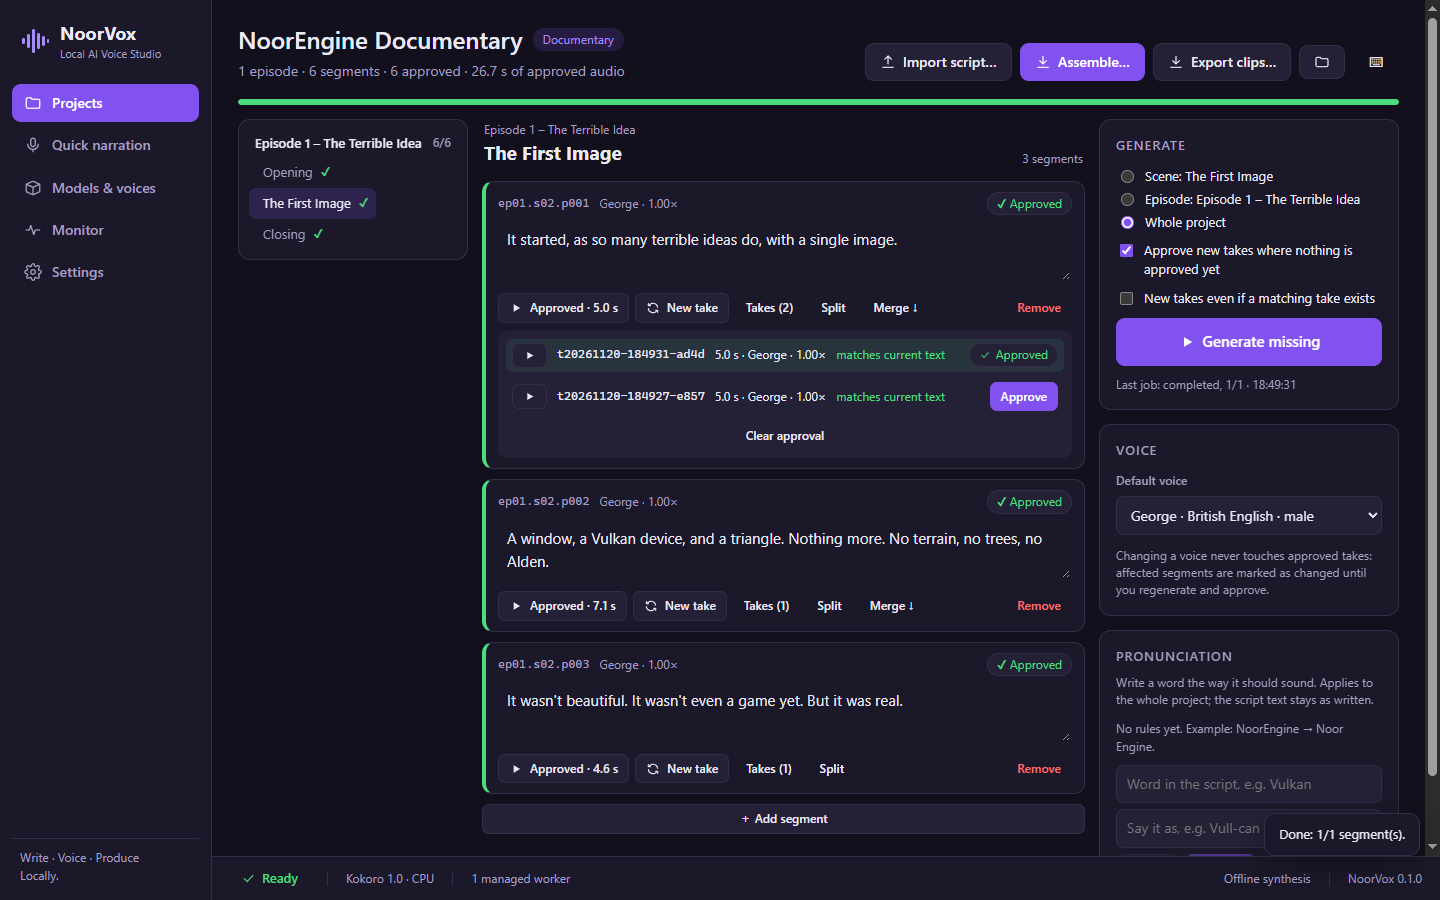 NoorVox
Local AI Voice Studio
Projects
Quick narration
Models & voices
Monitor
Settings
Write · Voice · Produce
Locally.
NoorEngine Documentary
Documentary
1 episode · 6 segments · 6 approved · 26.7 s of approved audio
Import script...
Assemble...
Export clips...
Episode 1 – The Terrible Idea 6/6
Opening ✓
The First Image ✓
Closing ✓
Episode 1 – The Terrible Idea
The First Image
3 segments
ep01.s02.p001 George · 1.00×
✓ Approved
It started, as so many terrible ideas do, with a single image.
Approved · 5.0 s
New take
Takes (2)
Split
Merge ↓
Remove
t20261120-184931-ad4d 5.0 s · George · 1.00× matches current text ✓ Approved
t20261120-184927-e857 5.0 s · George · 1.00× matches current text Approve
Clear approval
ep01.s02.p002 George · 1.00×
✓ Approved
A window, a Vulkan device, and a triangle. Nothing more. No terrain, no trees, no
Alden.
Approved · 7.1 s
New take
Takes (1)
Split
Merge ↓
Remove
ep01.s02.p003 George · 1.00×
✓ Approved
It wasn't beautiful. It wasn't even a game yet. But it was real.
Approved · 4.6 s
New take
Takes (1)
Split
Remove
+ Add segment
GENERATE
Scene: The First Image
Episode: Episode 1 – The Terrible Idea
Whole project
Approve new takes where nothing is
approved yet
New takes even if a matching take exists
Generate missing
Last job: completed, 1/1 · 18:49:31
VOICE
Default voice
George · British English · male
Changing a voice never touches approved takes:
affected segments are marked as changed until
you regenerate and approve.
PRONUNCIATION
Write a word the way it should sound. Applies to
the whole project; the script text stays as written.
No rules yet. Example: NoorEngine → Noor
Engine.
Word in the script, e.g. Vulkan
Say it as, e.g. Vull-can
Done: 1/1 segment(s).
✓ Ready
Kokoro 1.0 · CPU
1 managed worker
Offline synthesis
NoorVox 0.1.0